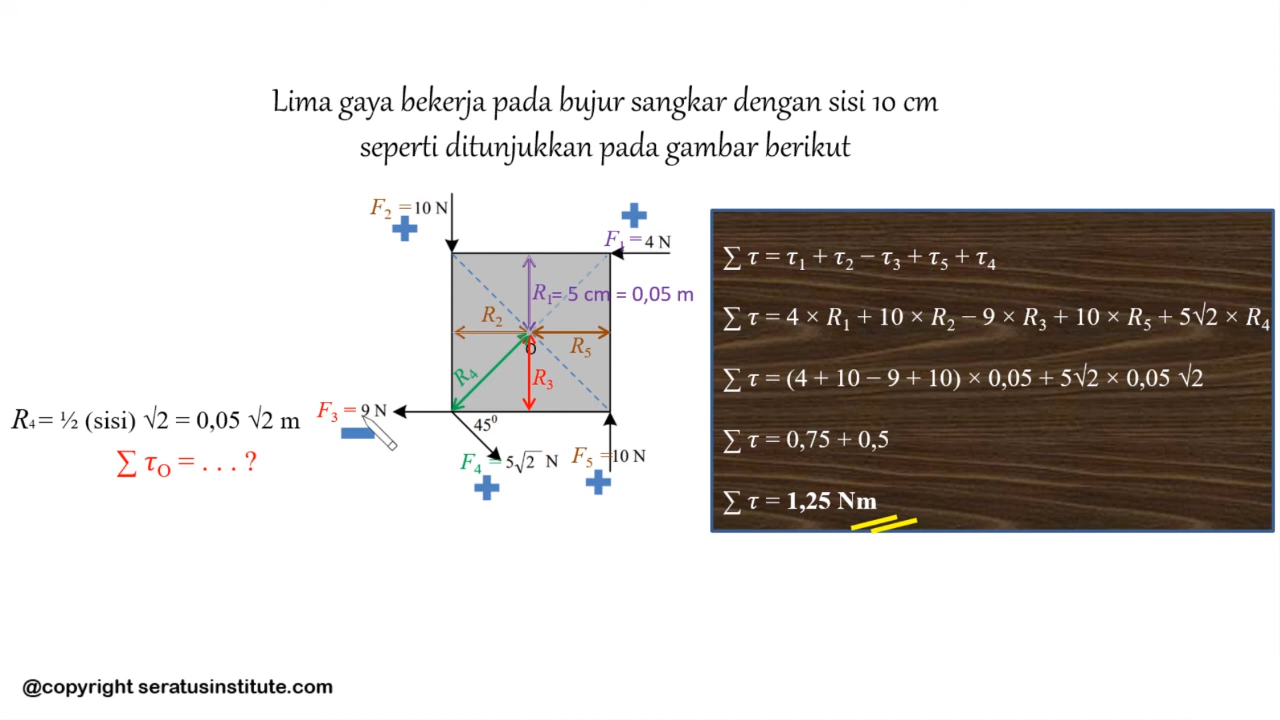 Lima gaya bekerja pada bujur sangkar dengan sisi 10 cm
seperti ditunjukkan pada gambar berikut
F₂ = 10 N
F₁ = 4 N
R₁ = 5 cm = 0,05 m
R₂
O
R₅
R₄
R₃
F₃ = 9 N
45⁰
F₄ = 5√2 N
F₅ = 10 N
R₄ = ½ (sisi) √2 = 0,05 √2 m
∑ τ_O = . . . ?
∑ τ = τ₁ + τ₂ − τ₃ + τ₅ + τ₄
∑ τ = 4 × R₁ + 10 × R₂ − 9 × R₃ + 10 × R₅ + 5√2 × R₄
∑ τ = (4 + 10 − 9 + 10) × 0,05 + 5√2 × 0,05 √2
∑ τ = 0,75 + 0,5
∑ τ = 1,25 Nm
@copyright seratusinstitute.com